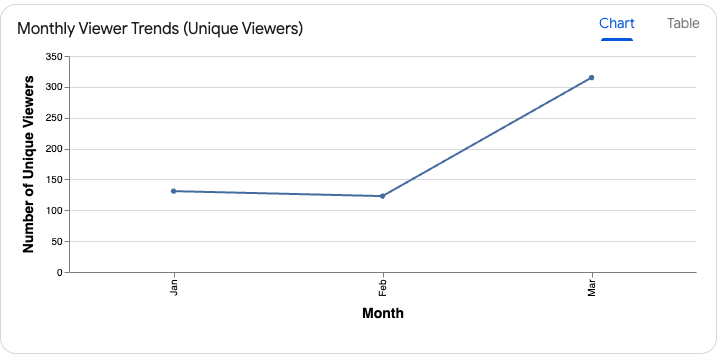 Monthly Viewer Trends (Unique Viewers)
Chart
Table
Number of Unique Viewers
350
300
250
200
150
100
50
0
Jan
Feb
Mar
Month